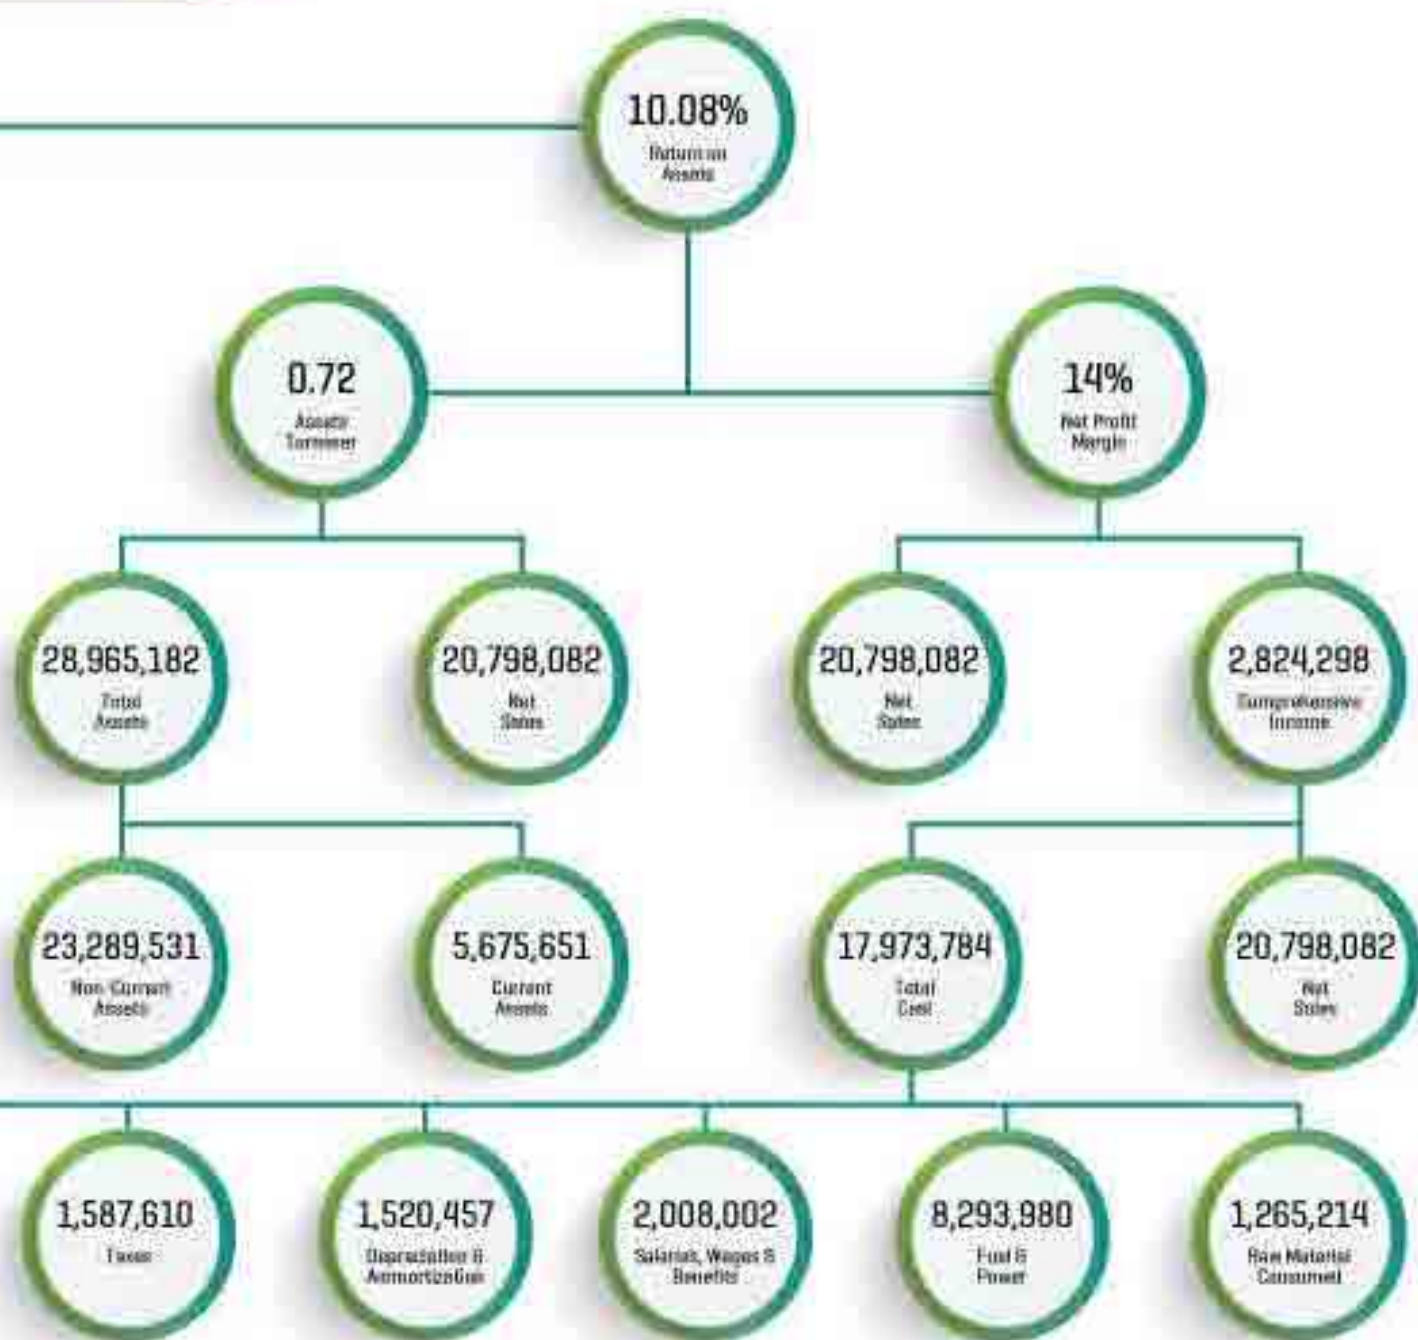 10.08%
Return on
Assets
0.72
Assets
Turnover
14%
Net Profit
Margin
28,965,182
Total
Assets
20,798,082
Net
Sales
20,798,082
Net
Sales
2,824,298
Comprehensive
Income
23,289,531
Non-Current
Assets
5,675,651
Current
Assets
17,973,784
Total
Cost
20,798,082
Net
Sales
1,587,610
Taxes
1,520,457
Depreciation &
Ammortization
2,008,002
Salaries, Wages &
Benefits
8,293,980
Fuel &
Power
1,265,214
Raw Material
Consumed